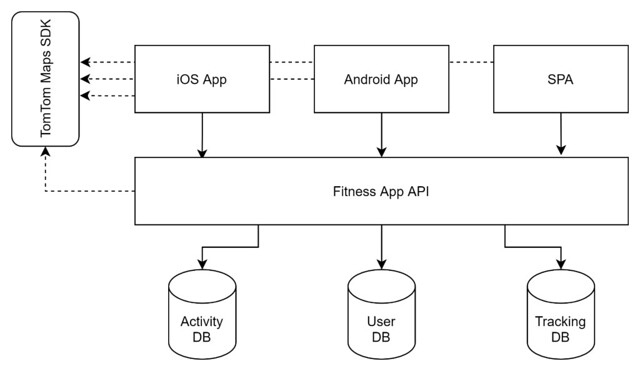 TomTom Maps SDK
iOS App
Android App
SPA
Fitness App API
Activity
DB
User
DB
Tracking
DB